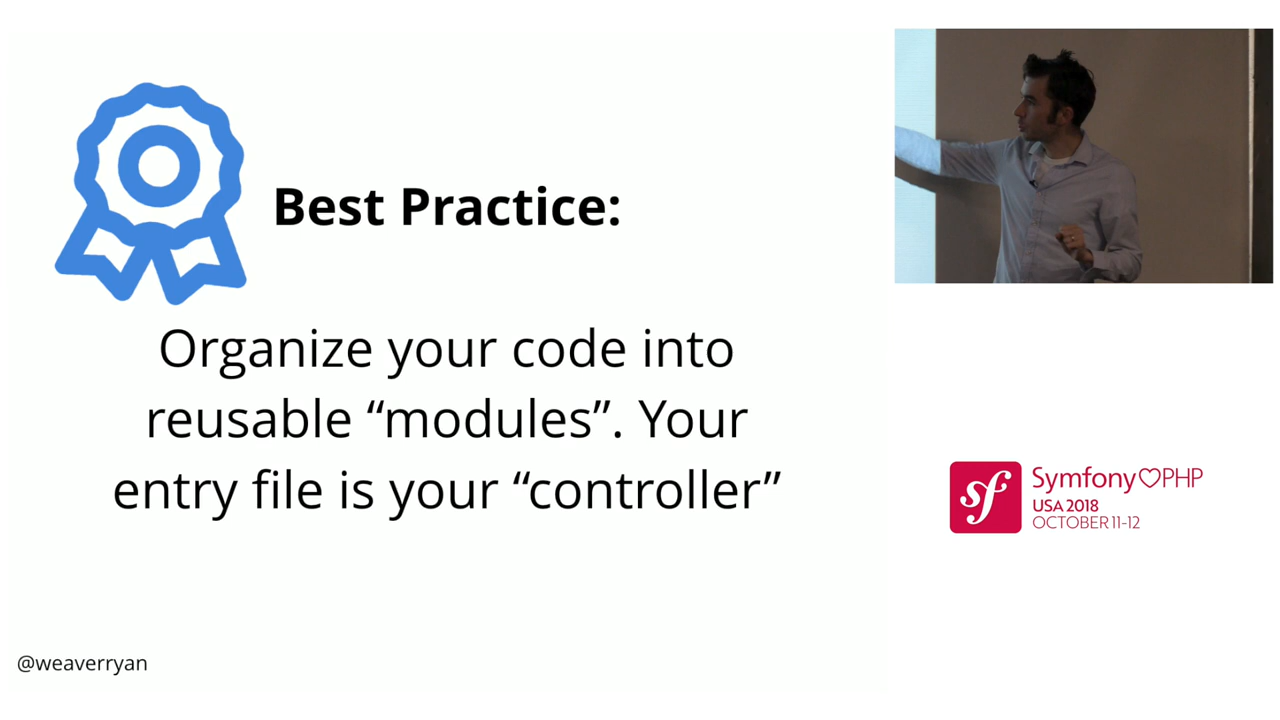 Best Practice:
Organize your code into
reusable “modules”. Your
entry file is your “controller”
@weaverryan
sf
Symfony♡PHP
USA 2018
OCTOBER 11-12